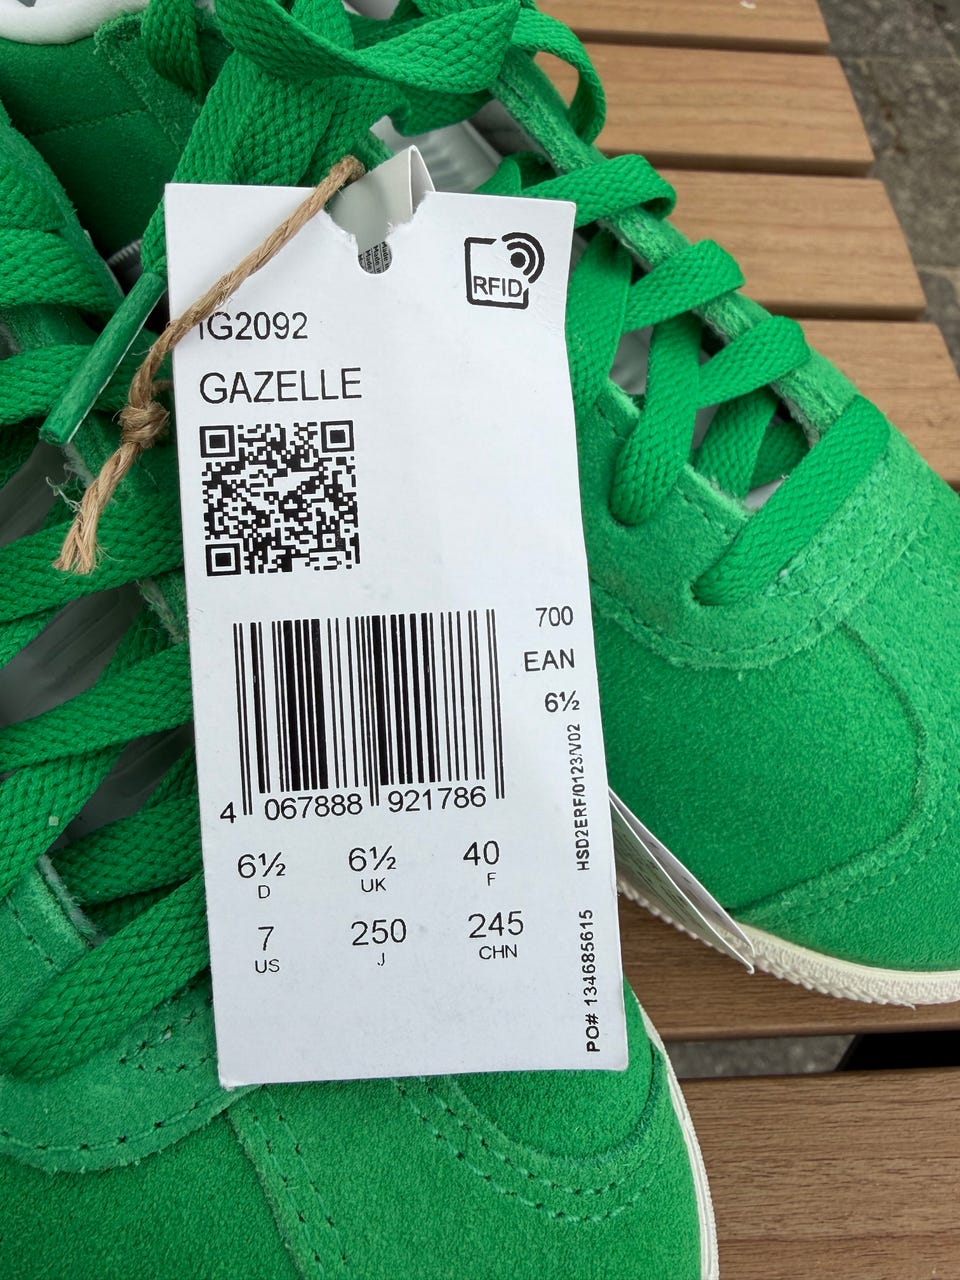 RFID
IG2092
GAZELLE
700
EAN
6½
4 067888 921786
6½ 6½ 40
D UK F
7 250 245
US J CHN
HSD2ERF/0123/V02
PO# 134685615